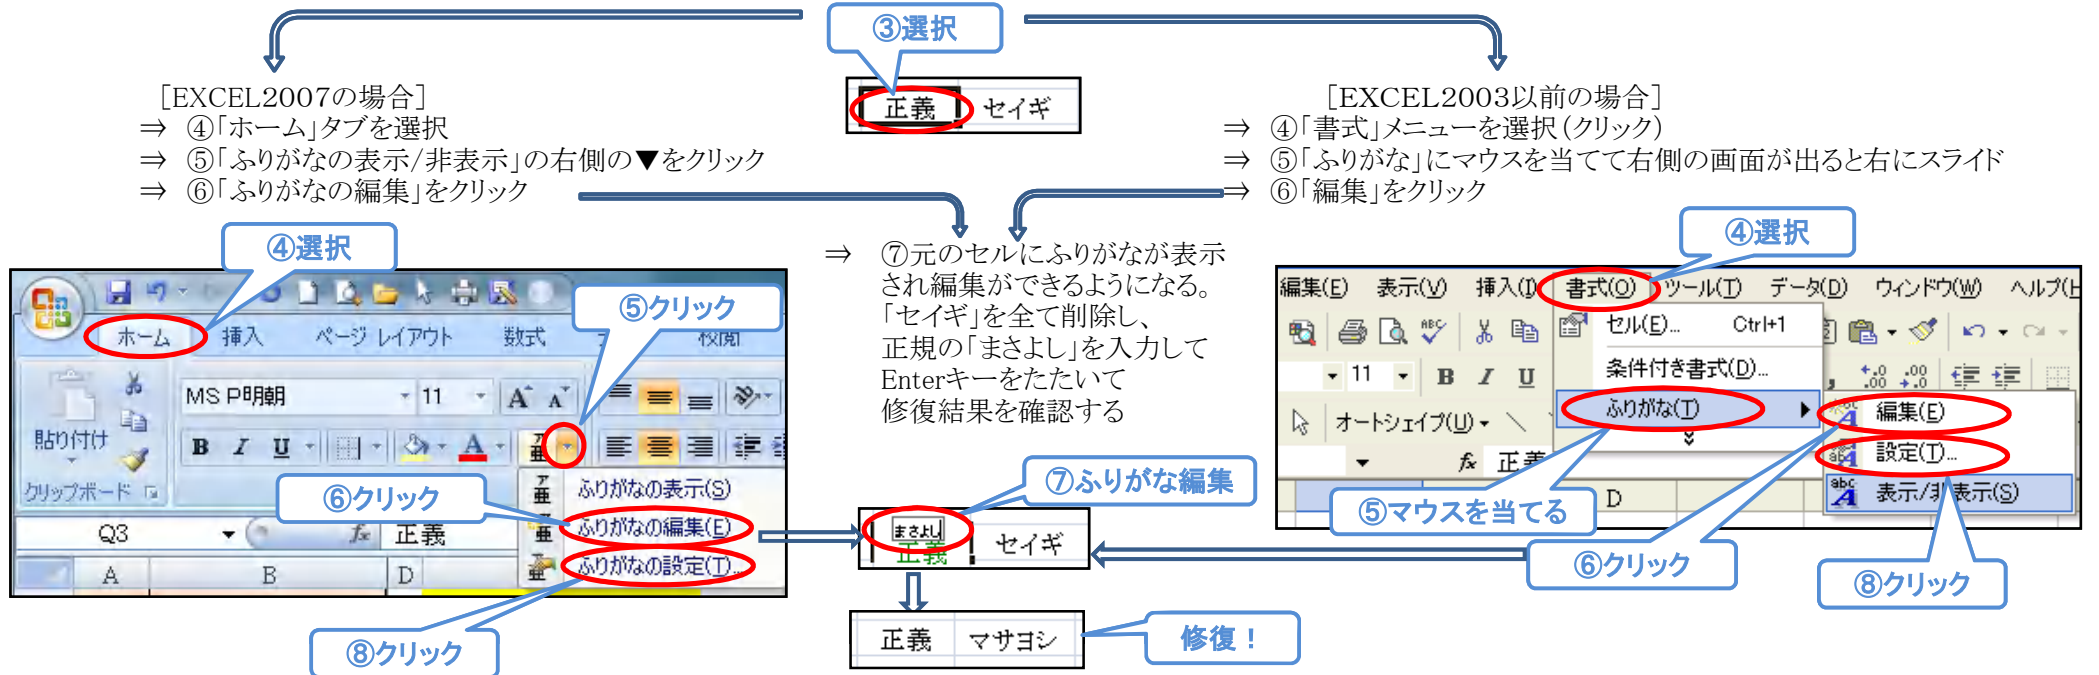 ③選択
正義 セイギ
[EXCEL2007の場合]
⇒ ④「ホーム」タブを選択
⇒ ⑤「ふりがなの表示/非表示」の右側の▼をクリック
⇒ ⑥「ふりがなの編集」をクリック
[EXCEL2003以前の場合]
⇒ ④「書式」メニューを選択(クリック)
⇒ ⑤「ふりがな」にマウスを当てて右側の画面が出ると右にスライド
⇒ ⑥「編集」をクリック
⇒ ⑦元のセルにふりがなが表示
され編集ができるようになる。
「セイギ」を全て削除し、
正規の「まさよし」を入力して
Enterキーをたたいて
修復結果を確認する
④選択
⑤クリック
ホーム 挿入 ページ レイアウト 数式 校閲
MS P明朝 11 A A
貼り付け B I U A ア亜
クリップボード
⑥クリック
ア亜 ふりがなの表示(S)
ア亜 ふりがなの編集(E)
ア亜 ふりがなの設定(T)...
Q3 fx 正義
A B D
⑧クリック
⑦ふりがな編集
まさよし
正義 セイギ
正義 マサヨシ
修復！
④選択
編集(E) 表示(V) 挿入(I) 書式(O) ツール(T) データ(D) ウィンドウ(W) ヘルプ(H
セル(E)... Ctrl+1
条件付き書式(D)...
11 B I U
ふりがな(T) 編集(E)
オートシェイプ(U)
設定(T)...
fx 正義
表示/非表示(S)
D
⑤マウスを当てる
⑥クリック
⑧クリック